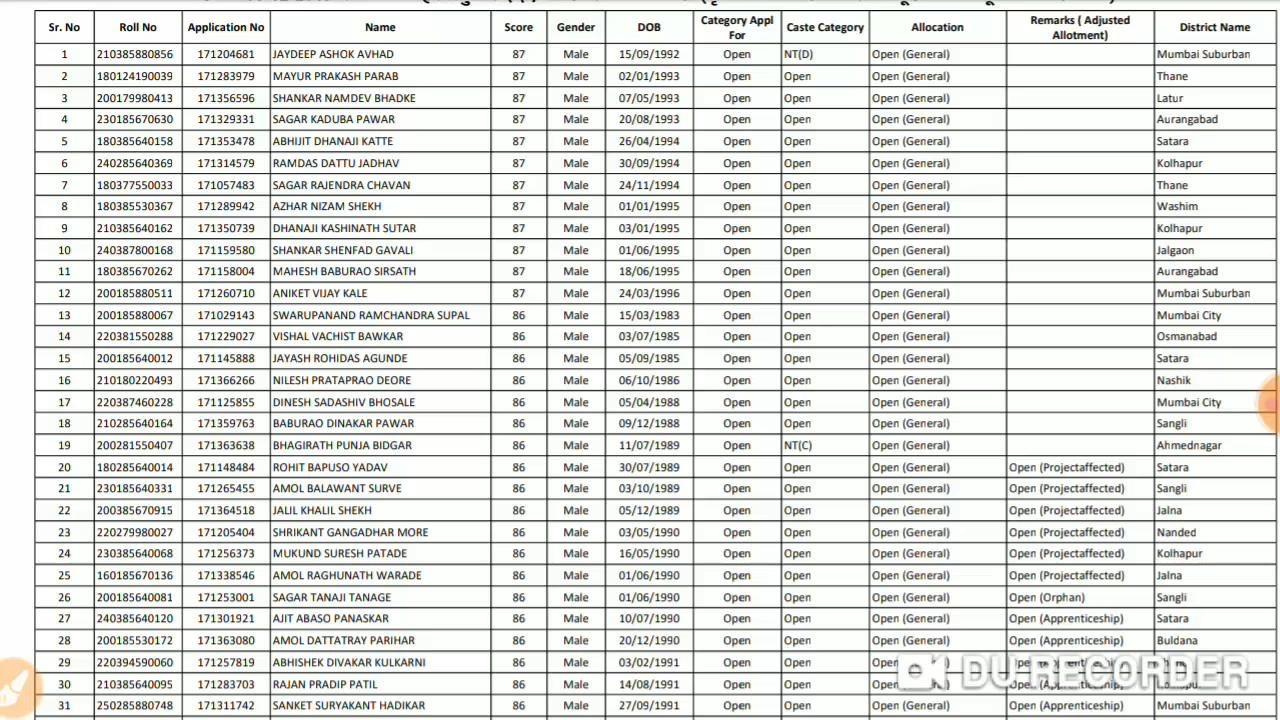 Sr. No Roll No Application No Name Score Gender DOB Category Appl For Caste Category Allocation Remarks ( Adjusted Allotment) District Name
1 210385880856 171204681 JAYDEEP ASHOK AVHAD 87 Male 15/09/1992 Open NT(D) Open (General) Mumbai Suburban
2 180124190039 171283979 MAYUR PRAKASH PARAB 87 Male 02/01/1993 Open Open Open (General) Thane
3 200179980413 171356596 SHANKAR NAMDEV BHADKE 87 Male 07/05/1993 Open Open Open (General) Latur
4 230185670630 171329331 SAGAR KADUBA PAWAR 87 Male 20/08/1993 Open Open Open (General) Aurangabad
5 180385640158 171353478 ABHIJIT DHANAJI KATTE 87 Male 26/04/1994 Open Open Open (General) Satara
6 240285640369 171314579 RAMDAS DATTU JADHAV 87 Male 30/09/1994 Open Open Open (General) Kolhapur
7 180377550033 171057483 SAGAR RAJENDRA CHAVAN 87 Male 24/11/1994 Open Open Open (General) Thane
8 180385530367 171289942 AZHAR NIZAM SHEKH 87 Male 01/01/1995 Open Open Open (General) Washim
9 210385640162 171350739 DHANAJI KASHINATH SUTAR 87 Male 03/01/1995 Open Open Open (General) Kolhapur
10 240387800168 171159580 SHANKAR SHENFAD GAVALI 87 Male 01/06/1995 Open Open Open (General) Jalgaon
11 180385670262 171158004 MAHESH BABURAO SIRSATH 87 Male 18/06/1995 Open Open Open (General) Aurangabad
12 200185880511 171260710 ANIKET VIJAY KALE 87 Male 24/03/1996 Open Open Open (General) Mumbai Suburban
13 200185880067 171029143 SWARUPANAND RAMCHANDRA SUPAL 86 Male 15/03/1983 Open Open Open (General) Mumbai City
14 220381550288 171229027 VISHAL VACHIST BAWKAR 86 Male 03/07/1985 Open Open Open (General) Osmanabad
15 200185640012 171145888 JAYASH ROHIDAS AGUNDE 86 Male 05/09/1985 Open Open Open (General) Satara
16 210180220493 171366266 NILESH PRATAPRAO DEORE 86 Male 06/10/1986 Open Open Open (General) Nashik
17 220387460228 171125855 DINESH SADASHIV BHOSALE 86 Male 05/04/1988 Open Open Open (General) Mumbai City
18 210285640164 171359763 BABURAO DINAKAR PAWAR 86 Male 09/12/1988 Open Open Open (General) Sangli
19 200281550407 171363638 BHAGIRATH PUNJA BIDGAR 86 Male 11/07/1989 Open NT(C) Open (General) Ahmednagar
20 180285640014 171148484 ROHIT BAPUSO YADAV 86 Male 30/07/1989 Open Open Open (General) Open (Projectaffected) Satara
21 230185640331 171265455 AMOL BALAWANT SURVE 86 Male 03/10/1989 Open Open Open (General) Open (Projectaffected) Sangli
22 200385670915 171364518 JALIL KHALIL SHEKH 86 Male 05/12/1989 Open Open Open (General) Open (Projectaffected) Jalna
23 220279980027 171205404 SHRIKANT GANGADHAR MORE 86 Male 03/05/1990 Open Open Open (General) Open (Projectaffected) Nanded
24 230385640068 171256373 MUKUND SURESH PATADE 86 Male 16/05/1990 Open Open Open (General) Open (Projectaffected) Kolhapur
25 160185670136 171338546 AMOL RAGHUNATH WARADE 86 Male 01/06/1990 Open Open Open (General) Open (Projectaffected) Jalna
26 200185640081 171253001 SAGAR TANAJI TANAGE 86 Male 01/06/1990 Open Open Open (General) Open (Orphan) Sangli
27 240385640120 171301921 AJIT ABASO PANASKAR 86 Male 10/07/1990 Open Open Open (General) Open (Apprenticeship) Satara
28 200185530172 171363080 AMOL DATTATRAY PARIHAR 86 Male 20/12/1990 Open Open Open (General) Open (Apprenticeship) Buldana
29 220394590060 171257819 ABHISHEK DIVAKAR KULKARNI 86 Male 03/02/1991 Open Open Open (General) Open (Apprenticeship)
30 210385640095 171283703 RAJAN PRADIP PATIL 86 Male 14/08/1991 Open Open Open (General) Open (Apprenticeship)
31 250285880748 171311742 SANKET SURYAKANT HADIKAR 86 Male 27/09/1991 Open Open Open (General) Open (Apprenticeship) Mumbai Suburban
DU RECORDER